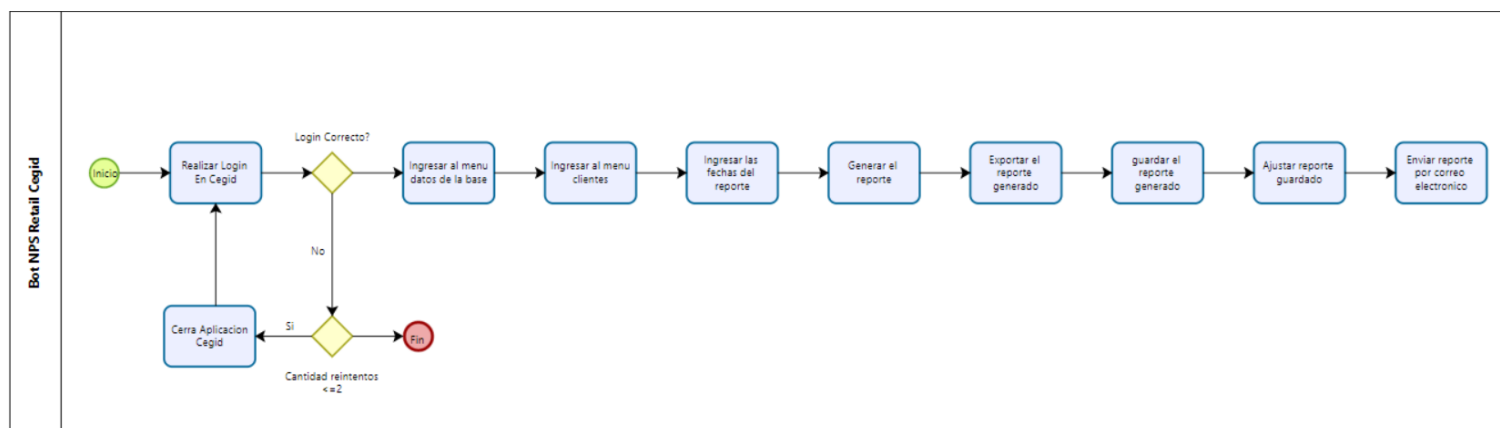 Bot NPS Retail Cegid
Inicio
Realizar Login
En Cegid
Login Correcto?
Ingresar al menu
datos de la base
Ingresar al menu
clientes
Ingresar las
fechas del
reporte
Generar el
reporte
Exportar el
reporte
generado
guardar el
reporte
generado
Ajustar reporte
guardado
Enviar reporte
por correo
electronico
No
Cerra Aplicacion
Cegid
Si
Fin
Cantidad reintentos
<=2